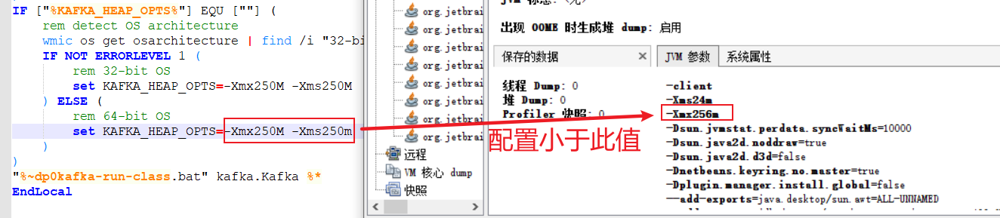 IF ["%KAFKA_HEAP_OPTS%"] EQU [""] (
rem detect OS architecture
wmic os get osarchitecture | find /i "32-bi
IF NOT ERRORLEVEL 1 (
rem 32-bit OS
set KAFKA_HEAP_OPTS=-Xmx250M -Xms250M
) ELSE (
rem 64-bit OS
set KAFKA_HEAP_OPTS=-Xmx250M -Xms250m
)
)
"%~dp0kafka-run-class.bat" kafka.Kafka %*
EndLocal
org.jetbrai
org.jetbrai
org.jetbrai
org.jetbrai
org.jetbrai
org.jetbrai
org.jetbrai
org.jetbrai
远程
VM 核心 dump
快照
出现 OOME 时生成堆 dump: 启用
保存的数据
线程 Dump: 0
堆 Dump: 0
Profiler 快照: 0
JVM 参数
系统属性
-client
-Xms24m
-Xmx256m
-Dsun.jvmstat.perdata.syncWaitMs=10000
-Dsun.java2d.noddraw=true
-Dsun.java2d.d3d=false
-Dnetbeans.keyring.no.master=true
-Dplugin.manager.install.global=false
--add-exports=java.desktop/sun.awt=ALL-UNNAMED
配置小于此值